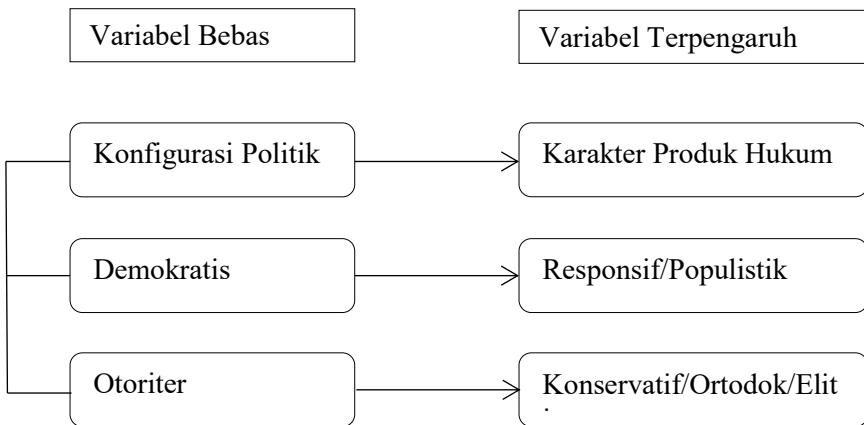 Variabel Bebas
Variabel Terpengaruh
Konfigurasi Politik
Karakter Produk Hukum
Demokratis
Responsif/Populistik
Otoriter
Konservatif/Ortodok/Elit